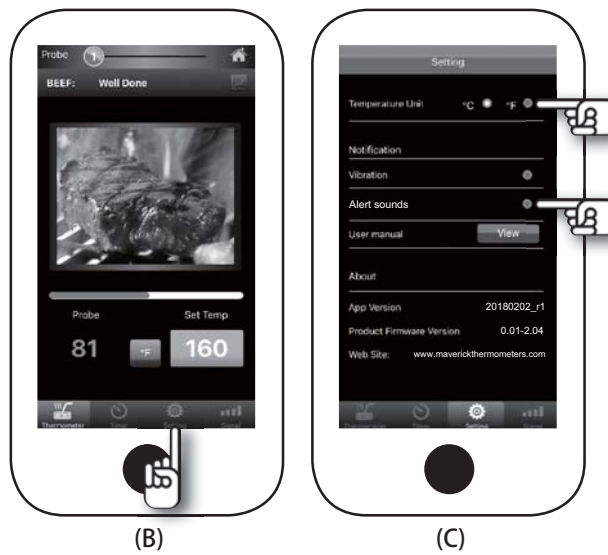 Probe 1
BEEF: Well Done
Probe Set Temp
81 °F 160
Thermometer Timer Setting Signal
(B)
Setting
Temperature Unit °C °F
Notification
Vibration
Alert sounds
User manual View
About
App Version 20180202_r1
Product Firmware Version 0.01-2.04
Web Site: www.maverickthermometers.com
Thermometer Timer Setting Signal
(C)